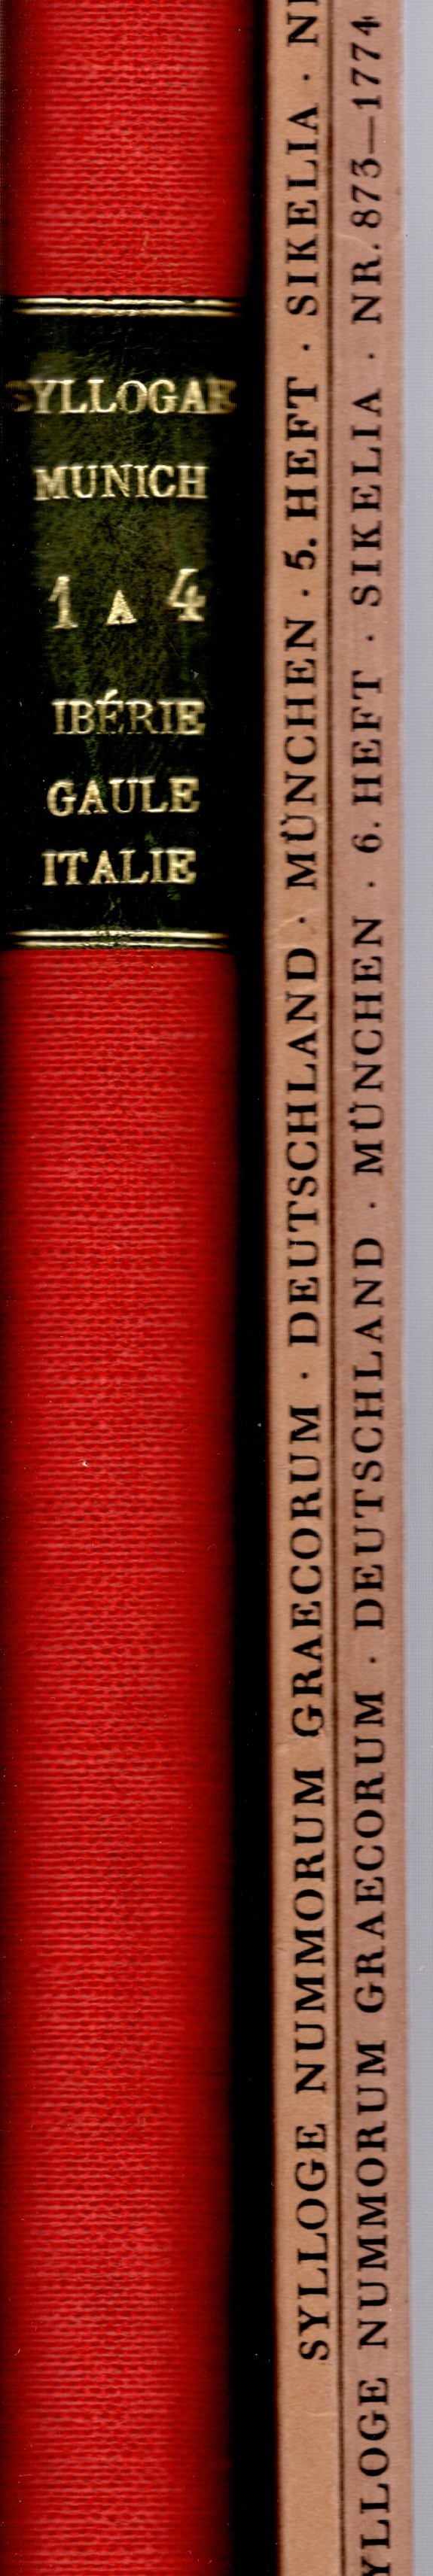 SYLLOGAE
MUNICH
1 A 4
IBÉRIE
GAULE
ITALIE
SYLLOGE NUMMORUM GRAECORUM · DEUTSCHLAND · MÜNCHEN · 5. HEFT · SIKELIA ·
YLLOGE NUMMORUM GRAECORUM · DEUTSCHLAND · MÜNCHEN · 6. HEFT · SIKELIA · NR. 873—1774